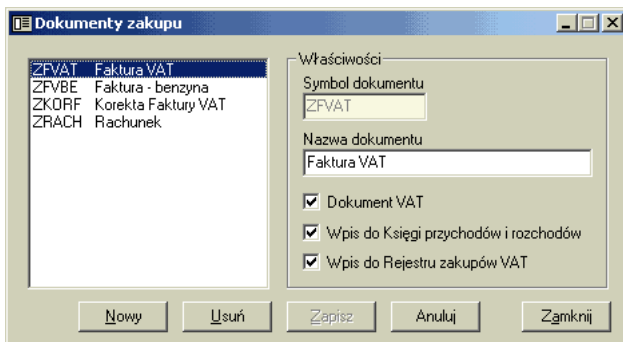 Dokumenty zakupu
ZFVAT Faktura VAT
ZFVBE Faktura - benzyna
ZKORF Korekta Faktury VAT
ZRACH Rachunek
Właściwości
Symbol dokumentu
ZFVAT
Nazwa dokumentu
Faktura VAT
Dokument VAT
Wpis do Księgi przychodów i rozchodów
Wpis do Rejestru zakupów VAT
Nowy Usuń Zapisz Anuluj Zamknij